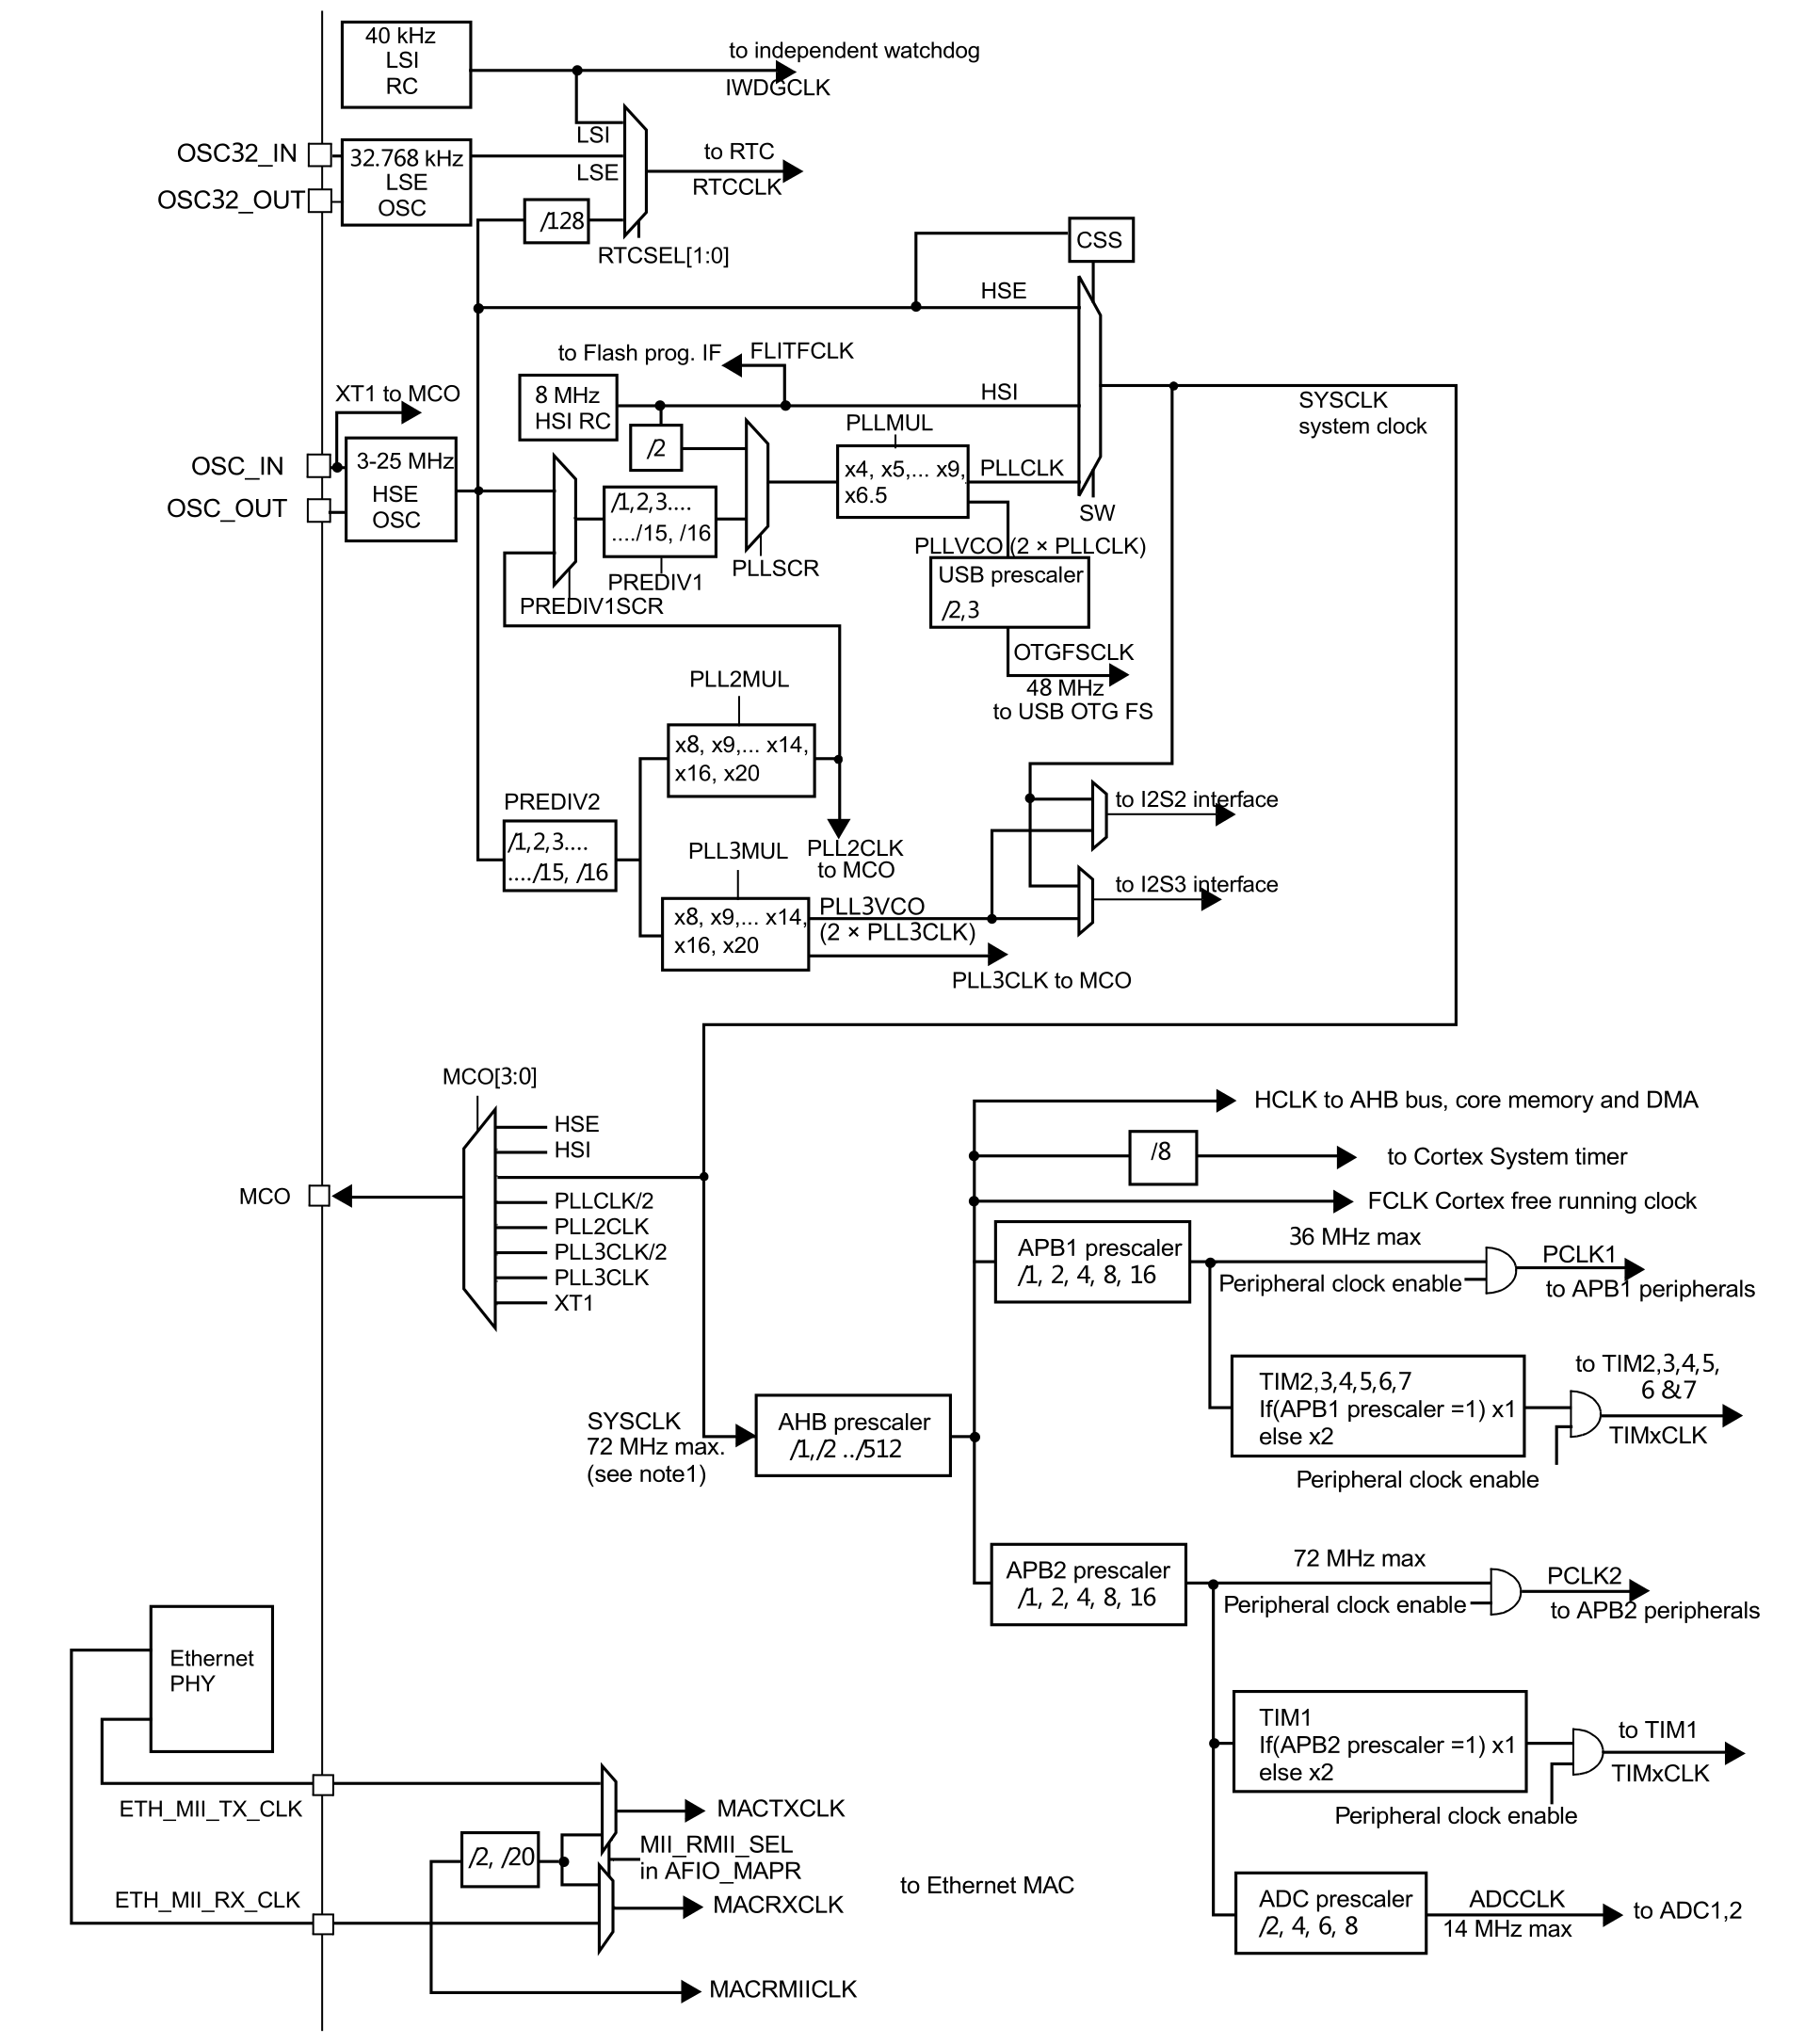 40 kHz
LSI
RC
to independent watchdog
IWDGCLK
LSI
OSC32_IN
OSC32_OUT
32.768 kHz
LSE
OSC
LSE
to RTC
RTCCLK
/128
RTCSEL[1:0]
CSS
HSE
to Flash prog. IF
FLITFCLK
8 MHz
HSI RC
HSI
SYSCLK
system clock
XT1 to MCO
OSC_IN
OSC_OUT
3-25 MHz
HSE
OSC
/2
PLLMUL
x4, x5,... x9,
x6.5
PLLCLK
SW
/1,2,3....
..../15, /16
PREDIV1
PLLSCR
PREDIV1SCR
PLLVCO (2 × PLLCLK)
USB prescaler
/2,3
OTGFSCLK
48 MHz
to USB OTG FS
PLL2MUL
x8, x9,... x14,
x16, x20
PREDIV2
/1,2,3....
..../15, /16
PLL2CLK
to MCO
PLL3MUL
x8, x9,... x14,
x16, x20
PLL3VCO
(2 × PLL3CLK)
PLL3CLK to MCO
to I2S2 interface
to I2S3 interface
MCO[3:0]
HSE
HSI
MCO
PLLCLK/2
PLL2CLK
PLL3CLK/2
PLL3CLK
XT1
HCLK to AHB bus, core memory and DMA
/8
to Cortex System timer
FCLK Cortex free running clock
APB1 prescaler
/1, 2, 4, 8, 16
36 MHz max
Peripheral clock enable
PCLK1
to APB1 peripherals
TIM2,3,4,5,6,7
If(APB1 prescaler =1) x1
else x2
to TIM2,3,4,5,
6 &7
TIMxCLK
Peripheral clock enable
SYSCLK
72 MHz max.
(see note1)
AHB prescaler
/1,/2 ../512
APB2 prescaler
/1, 2, 4, 8, 16
72 MHz max
Peripheral clock enable
PCLK2
to APB2 peripherals
TIM1
If(APB2 prescaler =1) x1
else x2
to TIM1
TIMxCLK
Peripheral clock enable
ADC prescaler
/2, 4, 6, 8
ADCCLK
14 MHz max
to ADC1,2
Ethernet
PHY
ETH_MII_TX_CLK
ETH_MII_RX_CLK
/2, /20
MACTXCLK
MII_RMII_SEL
in AFIO_MAPR
MACRXCLK
to Ethernet MAC
MACRMIICLK